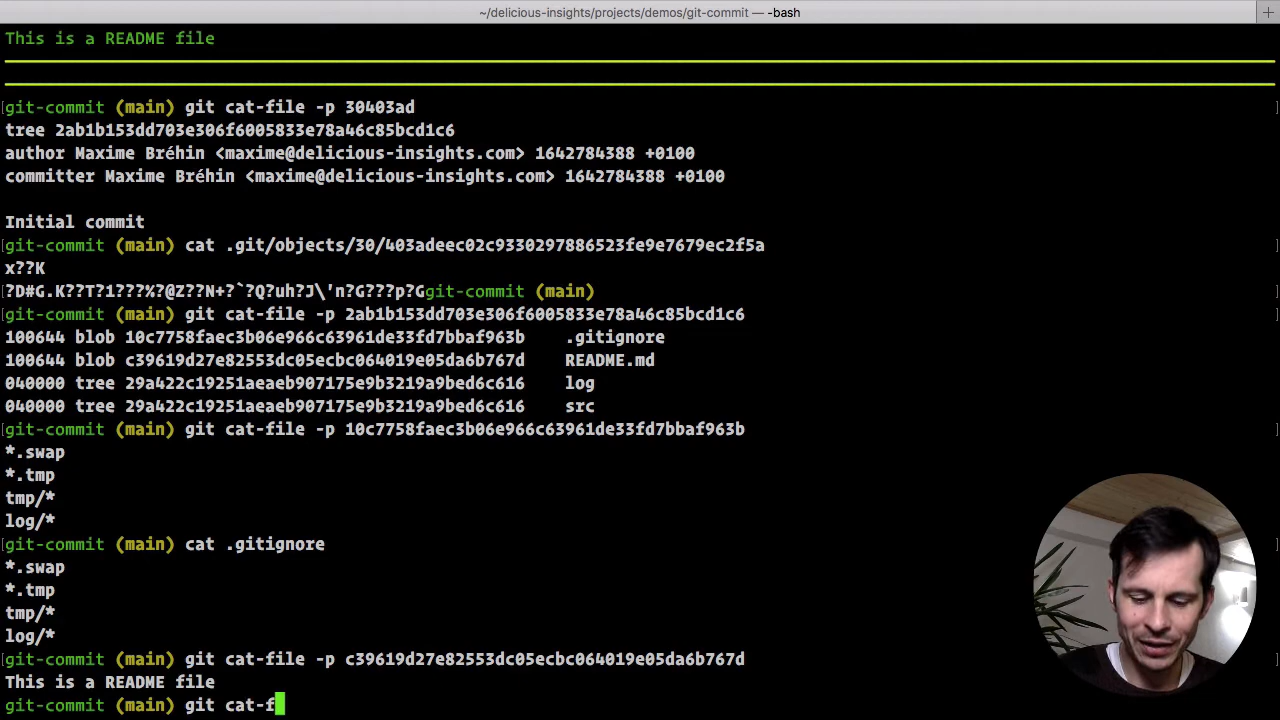 ~/delicious-insights/projects/demos/git-commit — -bash
This is a README file
git-commit (main) git cat-file -p 30403ad
tree 2ab1b153dd703e306f6005833e78a46c85bcd1c6
author Maxime Bréhin <maxime@delicious-insights.com> 1642784388 +0100
committer Maxime Bréhin <maxime@delicious-insights.com> 1642784388 +0100
Initial commit
git-commit (main) cat .git/objects/30/403adeec02c9330297886523fe9e7679ec2f5a
x??K
?D#G.K??T?1???%?@Z??N+?`?Q?uh?J\'n?G???p?Ggit-commit (main)
git-commit (main) git cat-file -p 2ab1b153dd703e306f6005833e78a46c85bcd1c6
100644 blob 10c7758faec3b06e966c63961de33fd7bbaf963b .gitignore
100644 blob c39619d27e82553dc05ecbc064019e05da6b767d README.md
040000 tree 29a422c19251aeaeb907175e9b3219a9bed6c616 log
040000 tree 29a422c19251aeaeb907175e9b3219a9bed6c616 src
git-commit (main) git cat-file -p 10c7758faec3b06e966c63961de33fd7bbaf963b
*.swap
*.tmp
tmp/*
log/*
git-commit (main) cat .gitignore
*.swap
*.tmp
tmp/*
log/*
git-commit (main) git cat-file -p c39619d27e82553dc05ecbc064019e05da6b767d
This is a README file
git-commit (main) git cat-f